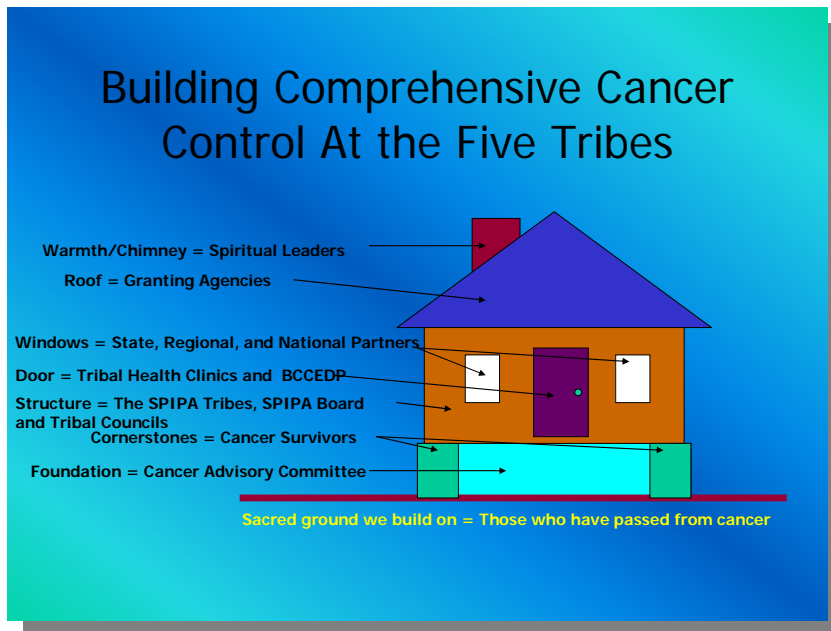 Building Comprehensive Cancer
Control At the Five Tribes
Warmth/Chimney = Spiritual Leaders
Roof = Granting Agencies
Windows = State, Regional, and National Partners
Door = Tribal Health Clinics and BCCEDP
Structure = The SPIPA Tribes, SPIPA Board
and Tribal Councils
Cornerstones = Cancer Survivors
Foundation = Cancer Advisory Committee
Sacred ground we build on = Those who have passed from cancer